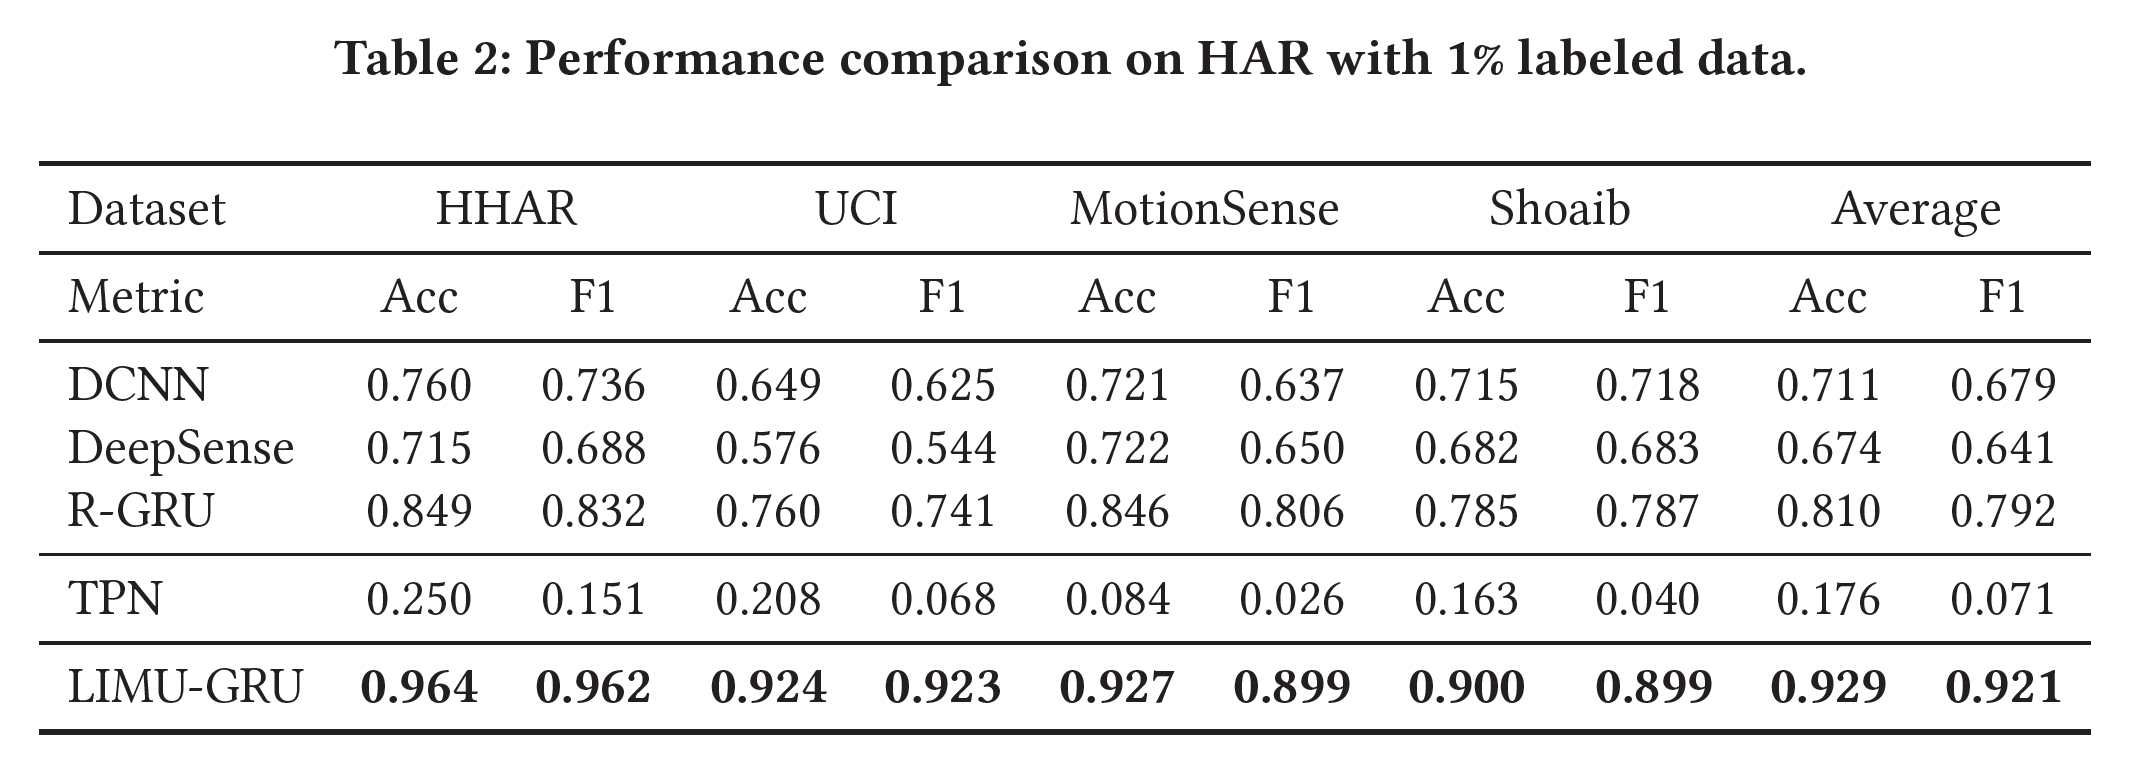 Table 2: Performance comparison on HAR with 1% labeled data.
Dataset HHAR UCI MotionSense Shoaib Average
Metric Acc F1 Acc F1 Acc F1 Acc F1 Acc F1
DCNN 0.760 0.736 0.649 0.625 0.721 0.637 0.715 0.718 0.711 0.679
DeepSense 0.715 0.688 0.576 0.544 0.722 0.650 0.682 0.683 0.674 0.641
R-GRU 0.849 0.832 0.760 0.741 0.846 0.806 0.785 0.787 0.810 0.792
TPN 0.250 0.151 0.208 0.068 0.084 0.026 0.163 0.040 0.176 0.071
LIMU-GRU 0.964 0.962 0.924 0.923 0.927 0.899 0.900 0.899 0.929 0.921